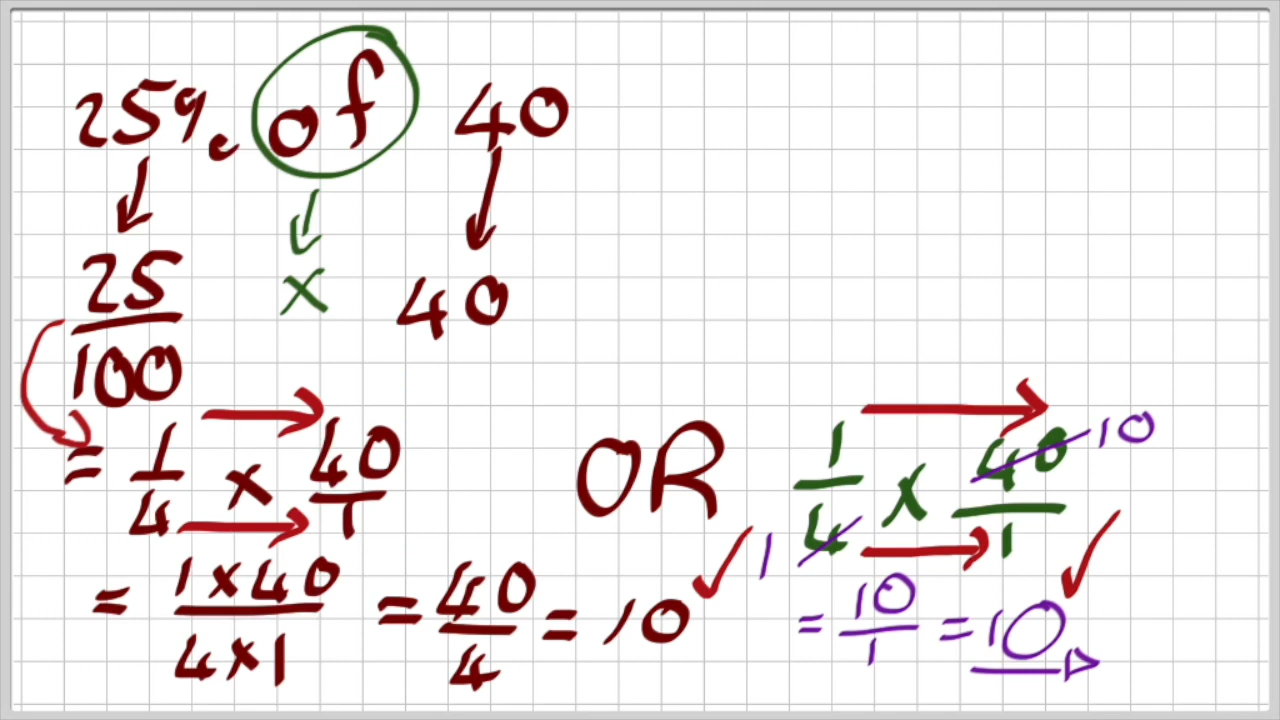 25% of 40
25/100 × 40
= 1/4 × 40/1 OR 1/4 × 40/1 10
1
= 1×40/4×1 = 40/4 = 10 = 10/1 = 10